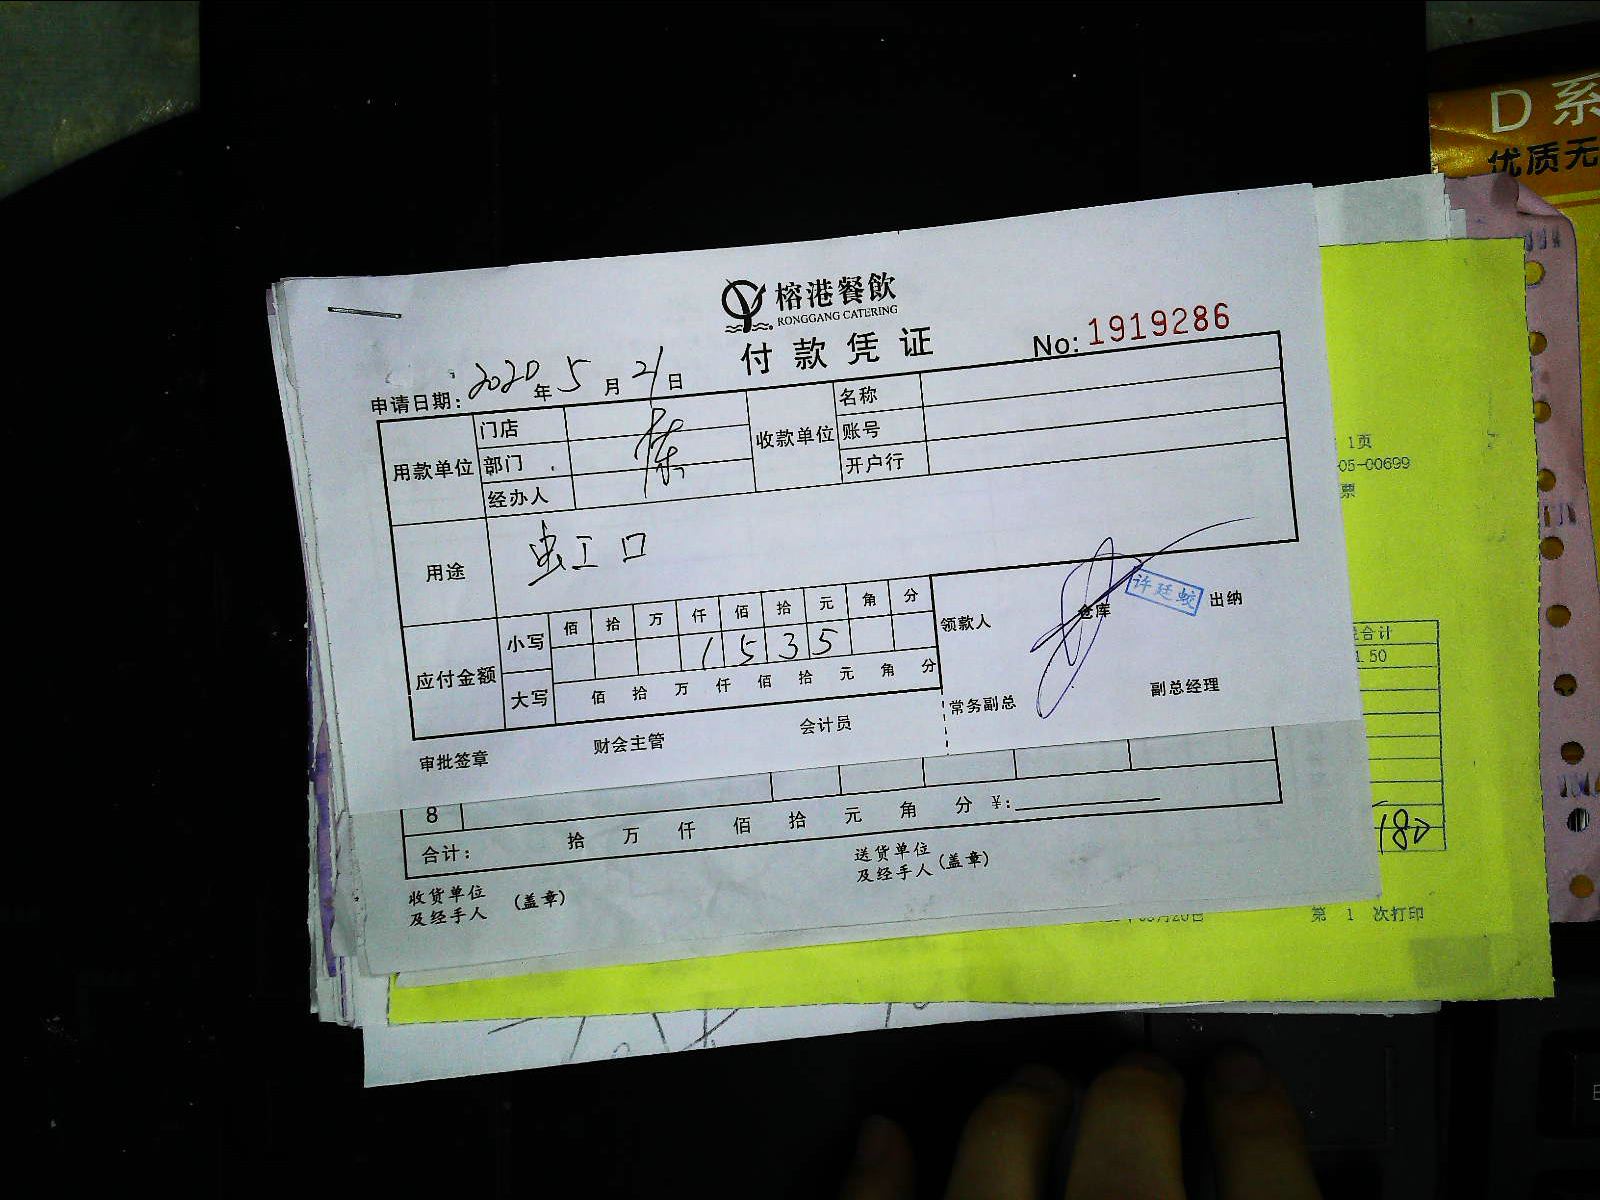 D 系
优质无
榕港餐飲
RONGGANG CATERING
付款凭证
No: 1919286
申请日期: 2020 年 5 月 21 日
用款单位
门店
部门
经办人
收款单位
名称
账号
开户行
用途
虹口
应付金额
小写
佰 拾 万 仟 佰 拾 元 角 分
1 5 3 5
大写
佰 拾 万 仟 佰 拾 元 角 分
领款人
仓库
许廷蛟
出纳
常务副总
副总经理
审批签章
财会主管
会计员
8
合计: 拾 万 仟 佰 拾 元 角 分 ¥:
收货单位
及经手人 (盖章)
送货单位
及经手人 (盖章)
1页
05-00699
票
合计
1.50
第 1 次打印